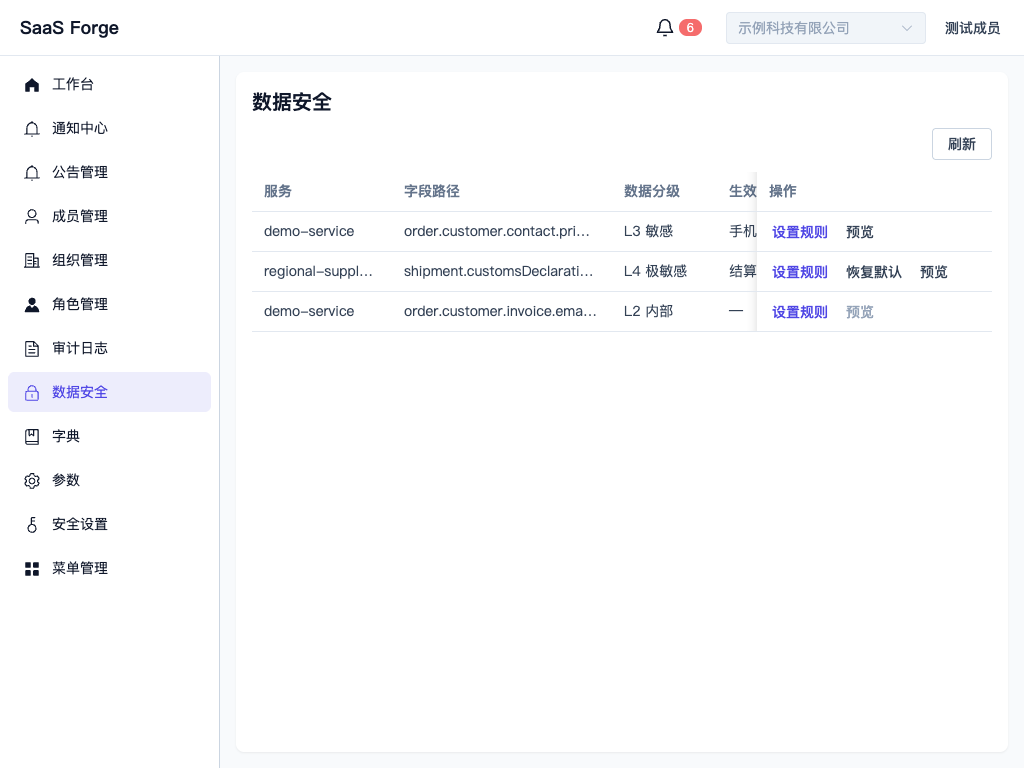 SaaS Forge
6
示例科技有限公司
测试成员
工作台
通知中心
公告管理
成员管理
组织管理
角色管理
审计日志
数据安全
字典
参数
安全设置
菜单管理
数据安全
刷新
服务 字段路径 数据分级 生效 操作
demo-service order.customer.contact.pri... L3 敏感 手机 设置规则 预览
regional-suppl... shipment.customsDeclarati... L4 极敏感 结算 设置规则 恢复默认 预览
demo-service order.customer.invoice.ema... L2 内部 — 设置规则 预览